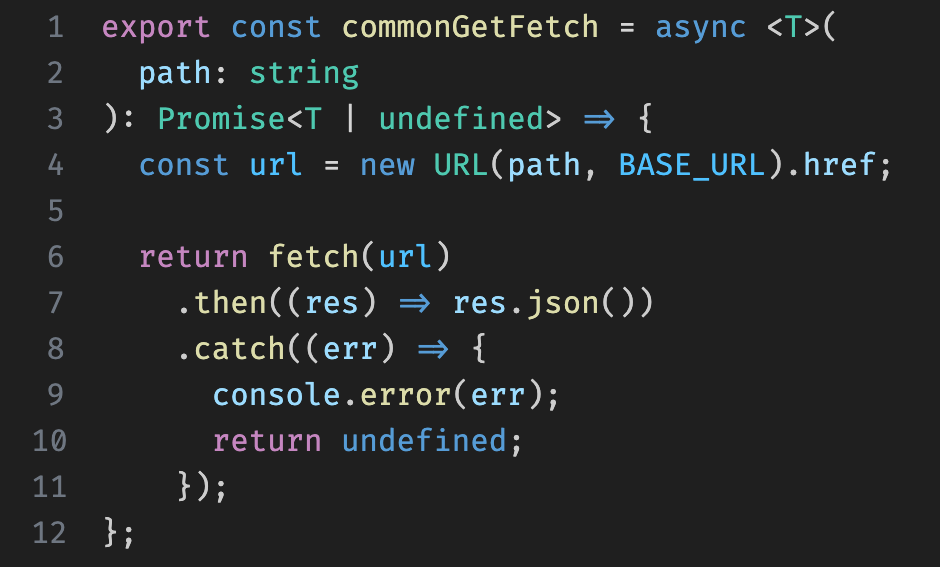 1 export const commonGetFetch = async <T>(
2 path: string
3 ): Promise<T | undefined> => {
4 const url = new URL(path, BASE_URL).href;
5
6 return fetch(url)
7 .then((res) => res.json())
8 .catch((err) => {
9 console.error(err);
10 return undefined;
11 });
12 };